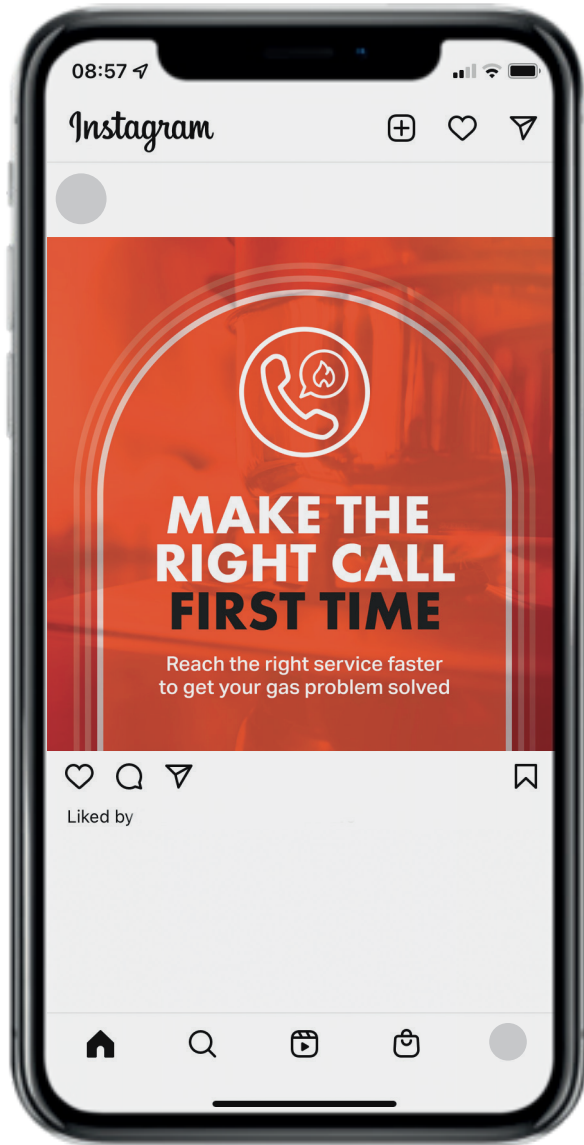 08:57
Instagram
MAKE THE
RIGHT CALL
FIRST TIME
Reach the right service faster
to get your gas problem solved
Liked by